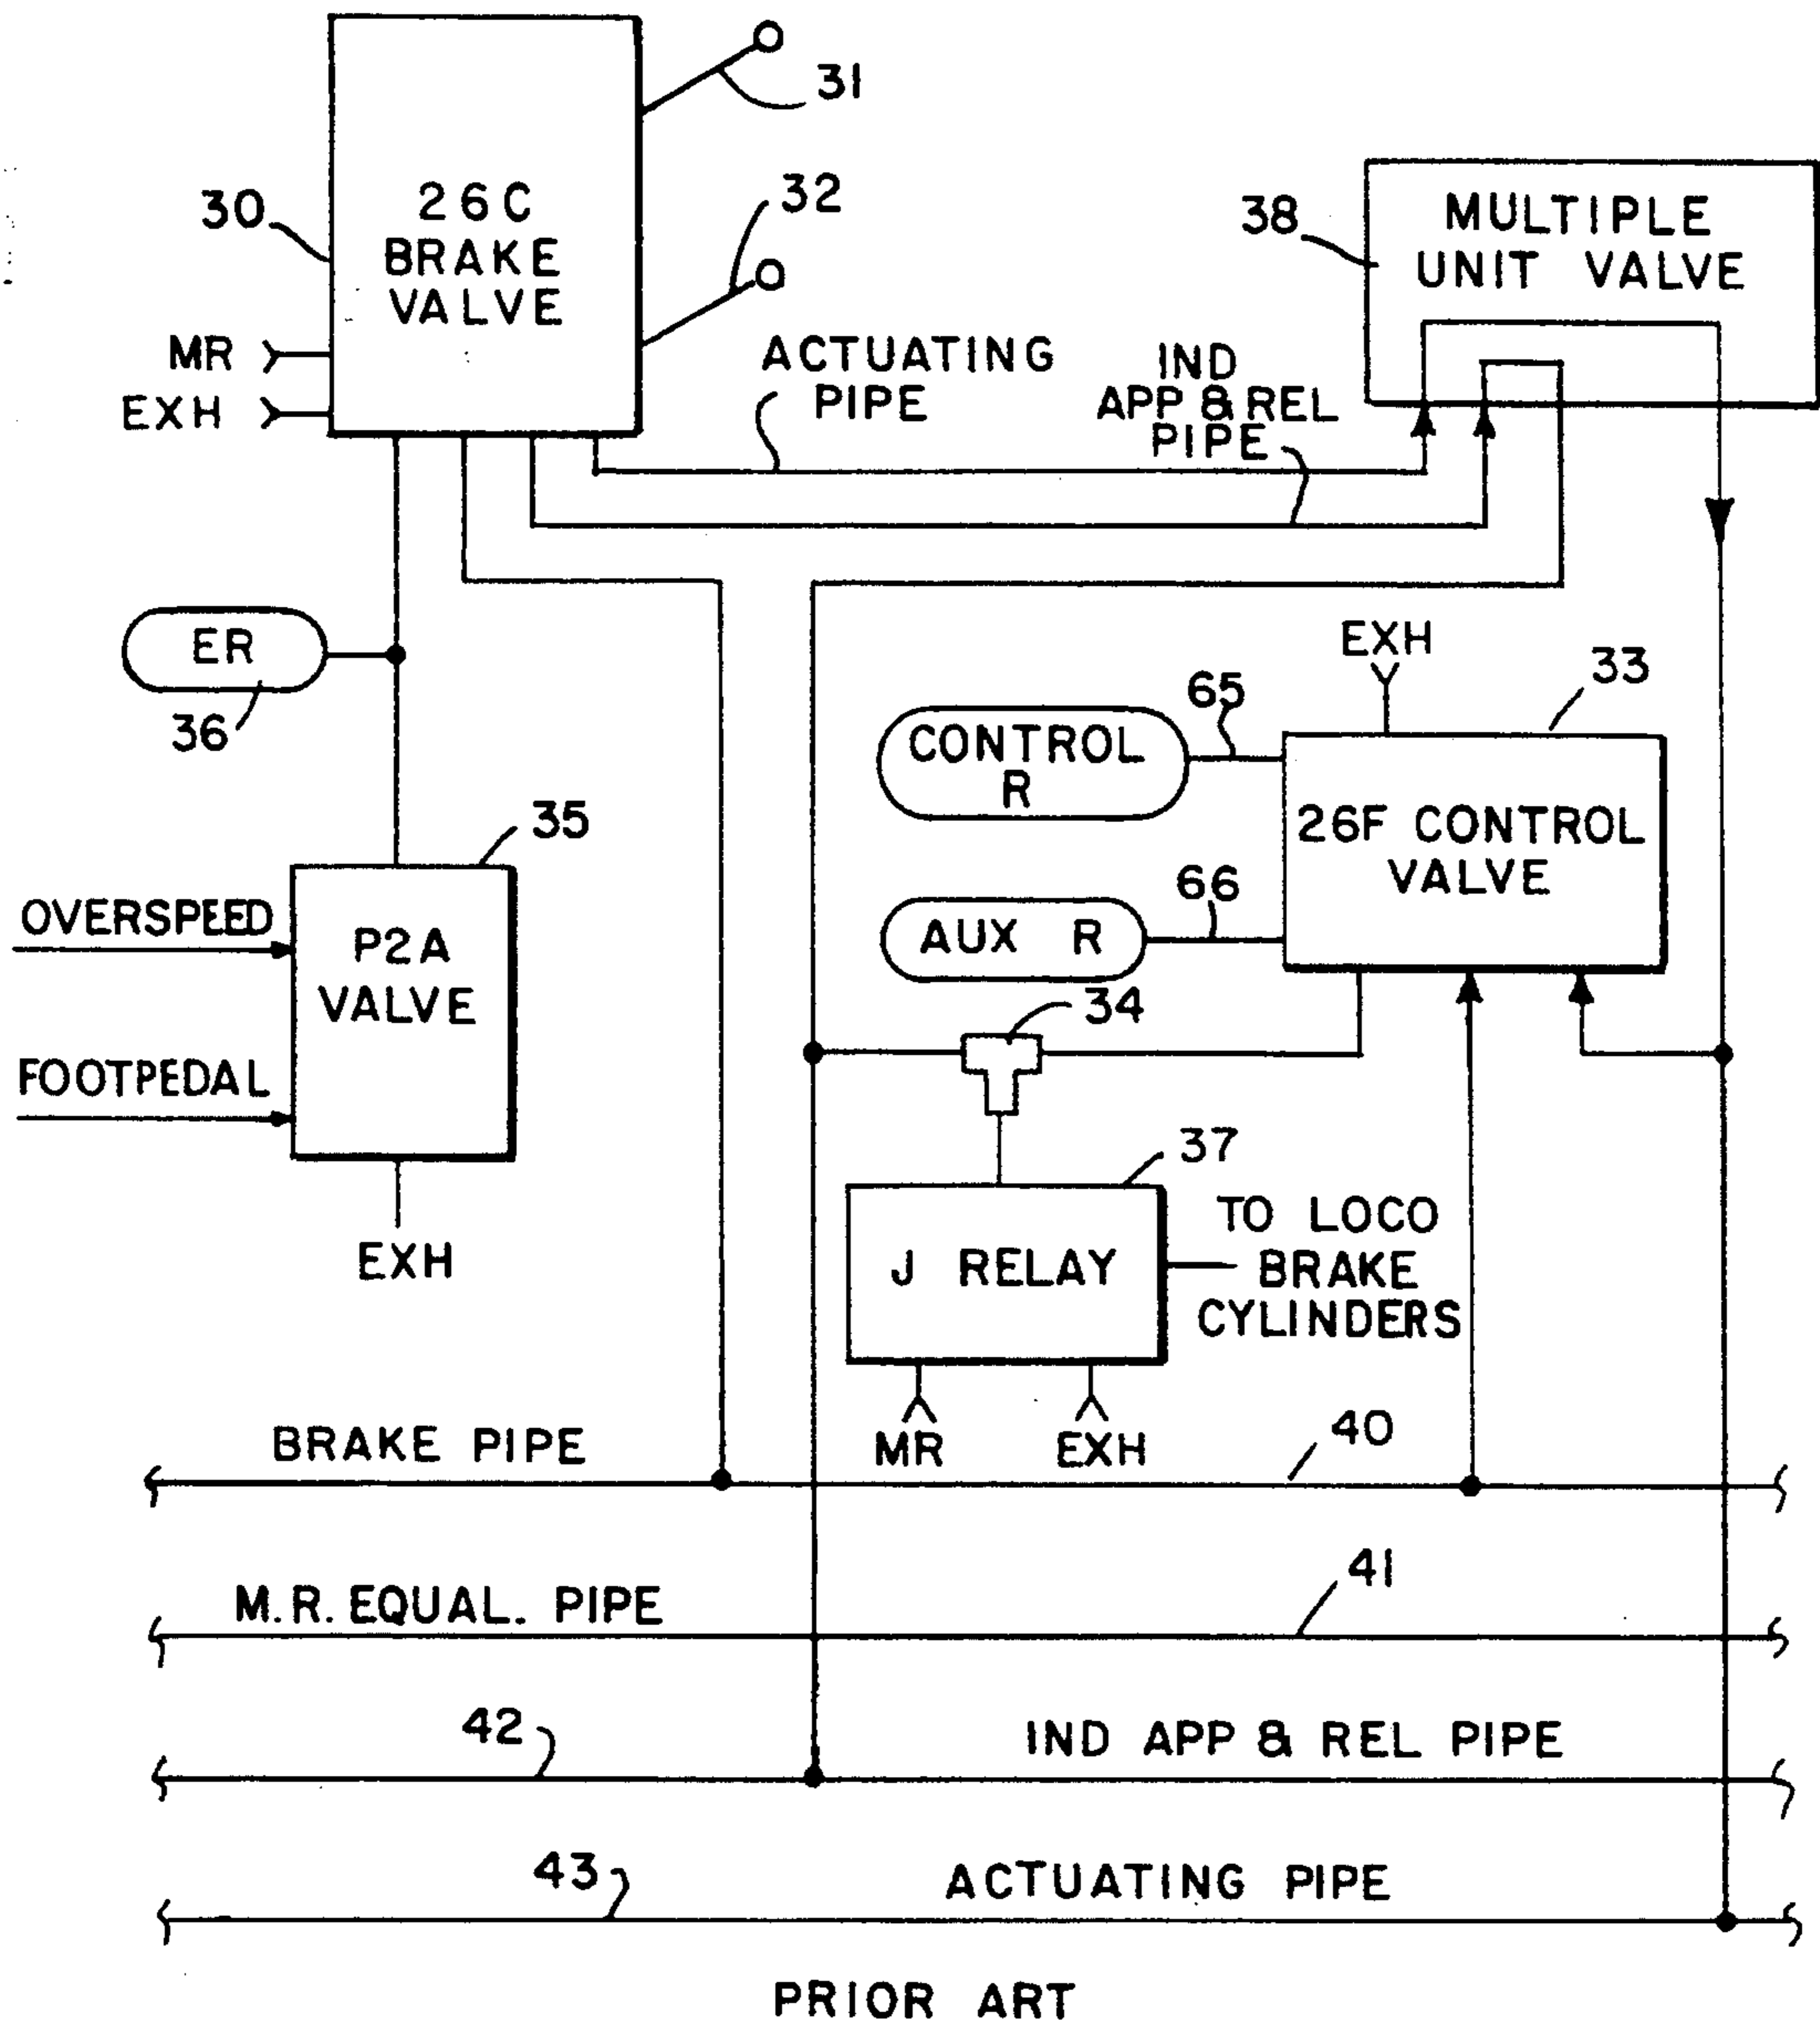 31
30
26C
BRAKE
VALVE
32
MR
EXH
38
MULTIPLE
UNIT VALVE
ACTUATING
PIPE
IND
APP & REL
PIPE
ER
36
EXH
33
CONTROL
R
65
26F CONTROL
VALVE
AUX R
66
35
OVERSPEED
P2A
VALVE
FOOTPEDAL
EXH
34
37
J RELAY
TO LOCO
BRAKE
CYLINDERS
MR
EXH
BRAKE PIPE
40
M.R. EQUAL. PIPE
41
42
IND APP & REL PIPE
43
ACTUATING PIPE
PRIOR ART